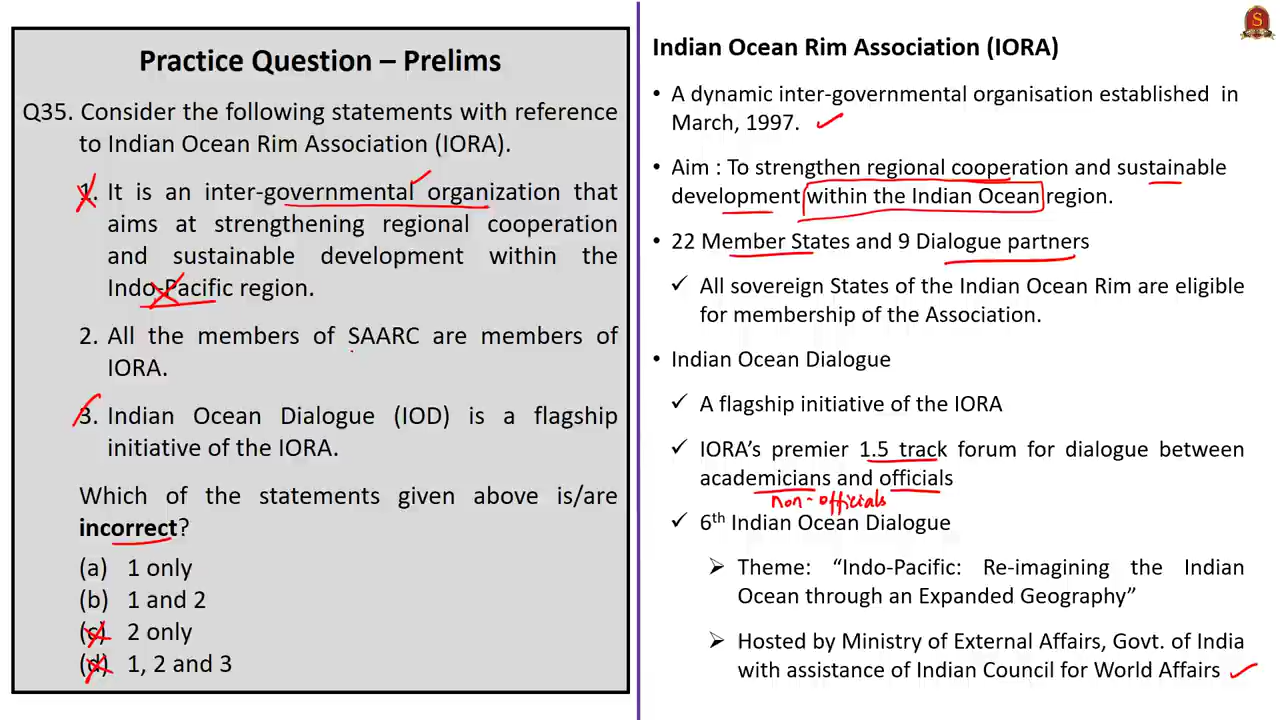 Practice Question – Prelims
Q35. Consider the following statements with reference
to Indian Ocean Rim Association (IORA).
1. It is an inter-governmental organization that
aims at strengthening regional cooperation
and sustainable development within the
Indo-Pacific region.
2. All the members of SAARC are members of
IORA.
3. Indian Ocean Dialogue (IOD) is a flagship
initiative of the IORA.
Which of the statements given above is/are
incorrect?
(a) 1 only
(b) 1 and 2
(c) 2 only
(d) 1, 2 and 3
Indian Ocean Rim Association (IORA)
• A dynamic inter-governmental organisation established in
March, 1997.
• Aim : To strengthen regional cooperation and sustainable
development within the Indian Ocean region.
• 22 Member States and 9 Dialogue partners
✓ All sovereign States of the Indian Ocean Rim are eligible
for membership of the Association.
• Indian Ocean Dialogue
✓ A flagship initiative of the IORA
✓ IORA's premier 1.5 track forum for dialogue between
academicians and officials
non-officials
✓ 6th Indian Ocean Dialogue
➢ Theme: “Indo-Pacific: Re-imagining the Indian
Ocean through an Expanded Geography”
➢ Hosted by Ministry of External Affairs, Govt. of India
with assistance of Indian Council for World Affairs